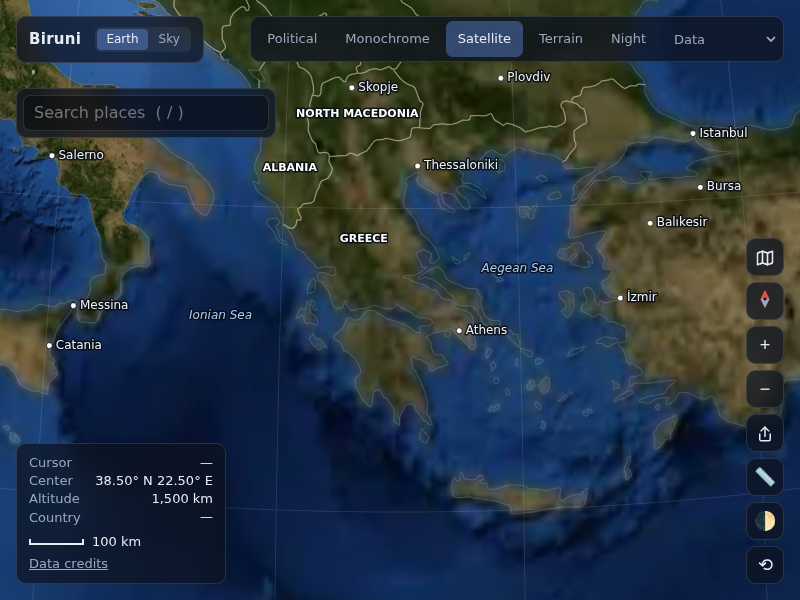 Biruni
Earth
Sky
Political
Monochrome
Satellite
Terrain
Night
Data
Search places ( / )
Skopje
Plovdiv
NORTH MACEDONIA
Istanbul
Salerno
ALBANIA
Thessaloniki
Bursa
Balıkesir
GREECE
Aegean Sea
Messina
Ionian Sea
İzmir
Athens
Catania
+
−
Cursor —
Center 38.50° N 22.50° E
Altitude 1,500 km
Country —
100 km
Data credits